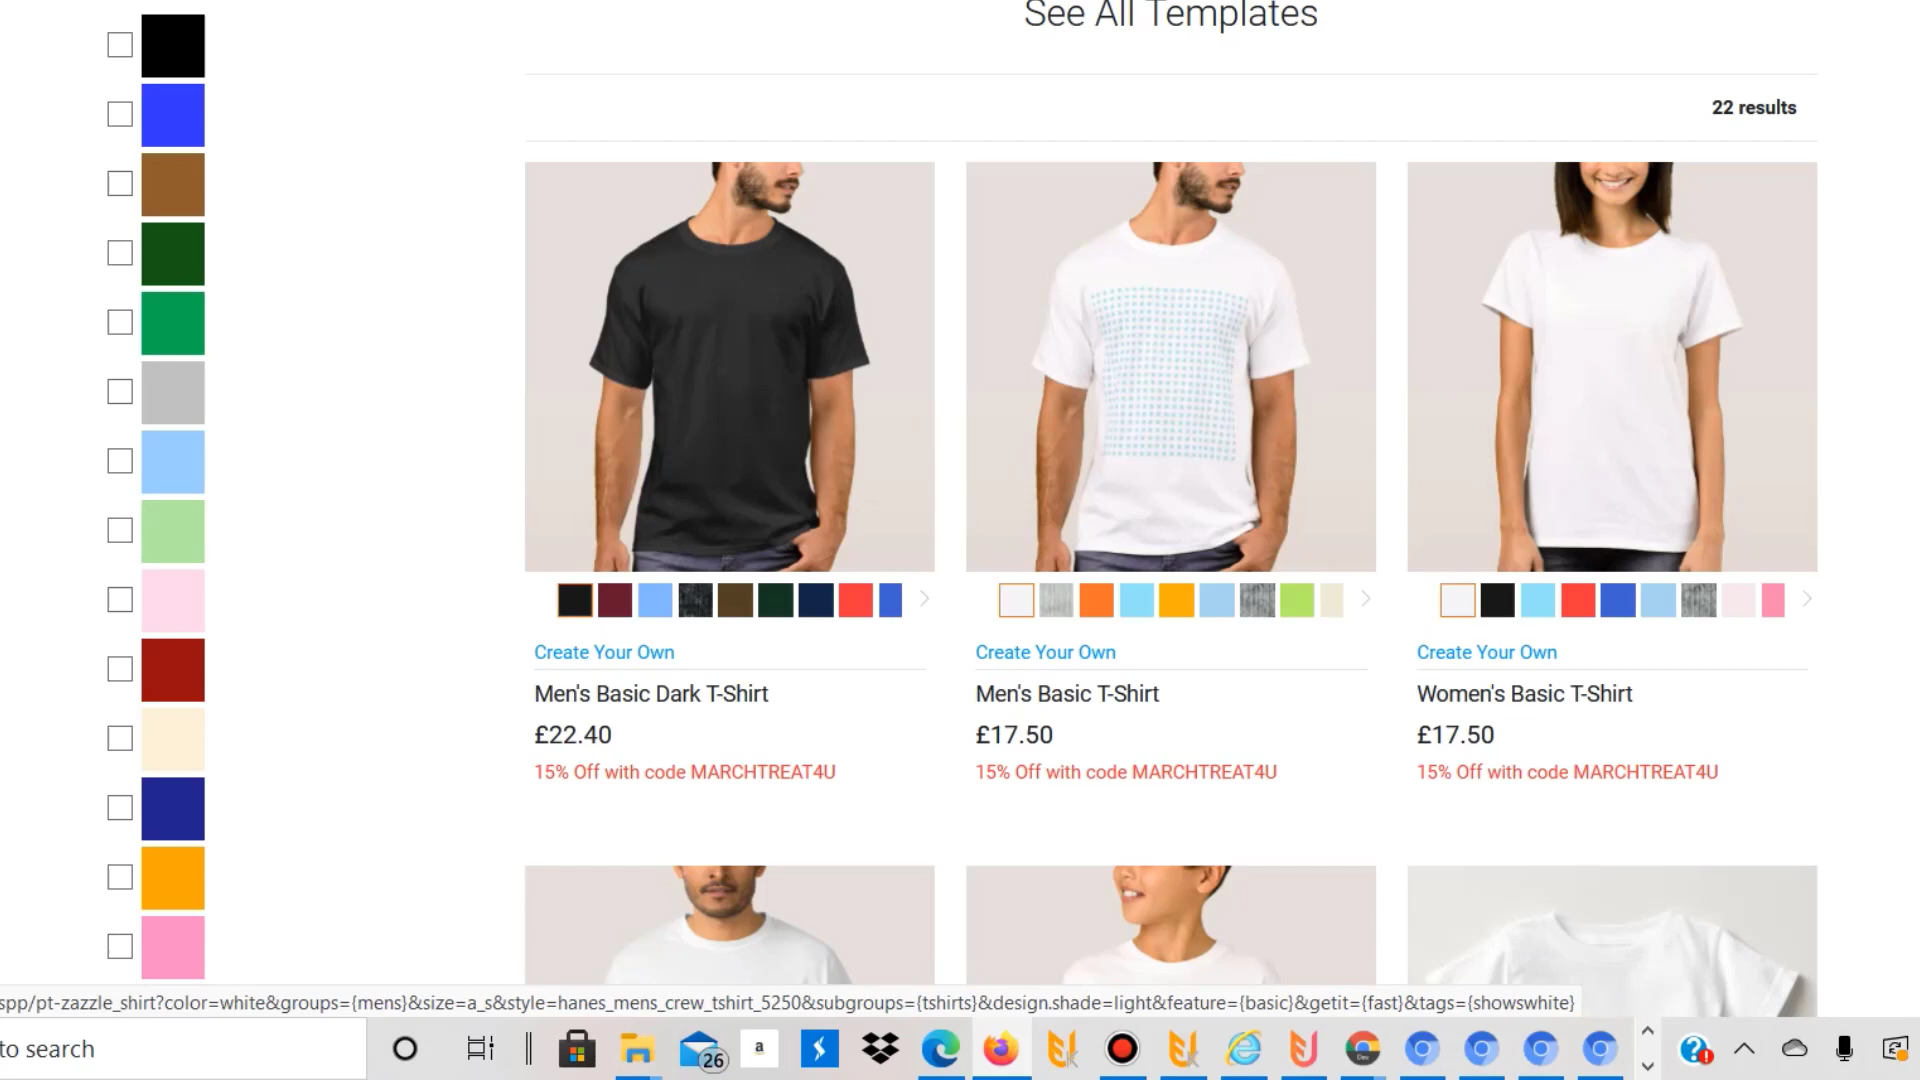 See All Templates
22 results
Create Your Own
Men's Basic Dark T-Shirt
£22.40
15% Off with code MARCHTREAT4U
Create Your Own
Men's Basic T-Shirt
£17.50
15% Off with code MARCHTREAT4U
Create Your Own
Women's Basic T-Shirt
£17.50
15% Off with code MARCHTREAT4U
spp/pt-zazzle_shirt?color=white&groups={mens}&size=a_s&style=hanes_mens_crew_tshirt_5250&subgroups={tshirts}&design.shade=light&feature={basic}&getit={fast}&tags={showswhite}
to search
26
a
Dev